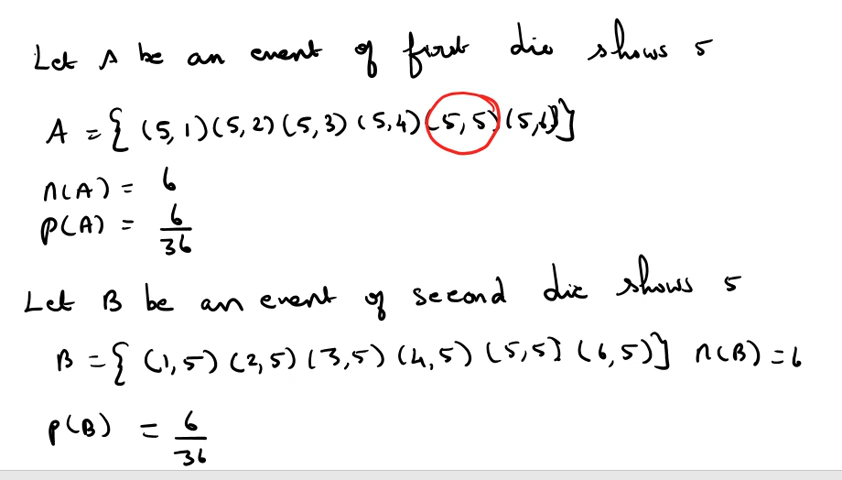 Let A be an event of first die shows 5
A = { (5,1) (5,2) (5,3) (5,4) (5,5) (5,6) }
n(A) = 6
P(A) = 6/36
Let B be an event of second die shows 5
B = { (1,5) (2,5) (3,5) (4,5) (5,5) (6,5) } n(B) = 6
P(B) = 6/36